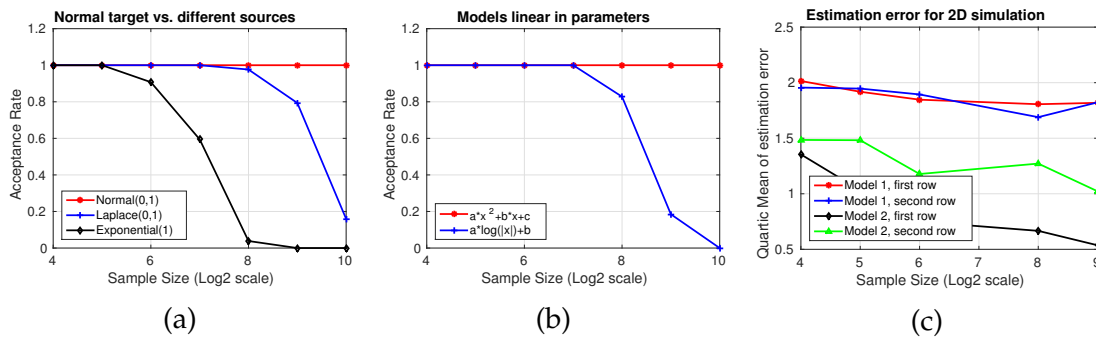 Normal target vs. different sources
1.2
1
0.8
0.6
0.4
0.2
0
Acceptance Rate
Normal(0,1)
Laplace(0,1)
Exponential(1)
4
6
8
10
Sample Size (Log2 scale)
(a)
Models linear in parameters
1.2
1
0.8
0.6
0.4
0.2
0
Acceptance Rate
a*x 2+b*x+c
a*log(|x|)+b
4
6
8
10
Sample Size (Log2 scale)
(b)
Estimation error for 2D simulation
2.5
2
1.5
1
0.5
Quartic Mean of estimation error
Model 1, first row
Model 1, second row
Model 2, first row
Model 2, second row
4
5
6
7
8
9
Sample Size (Log2 scale)
(c)